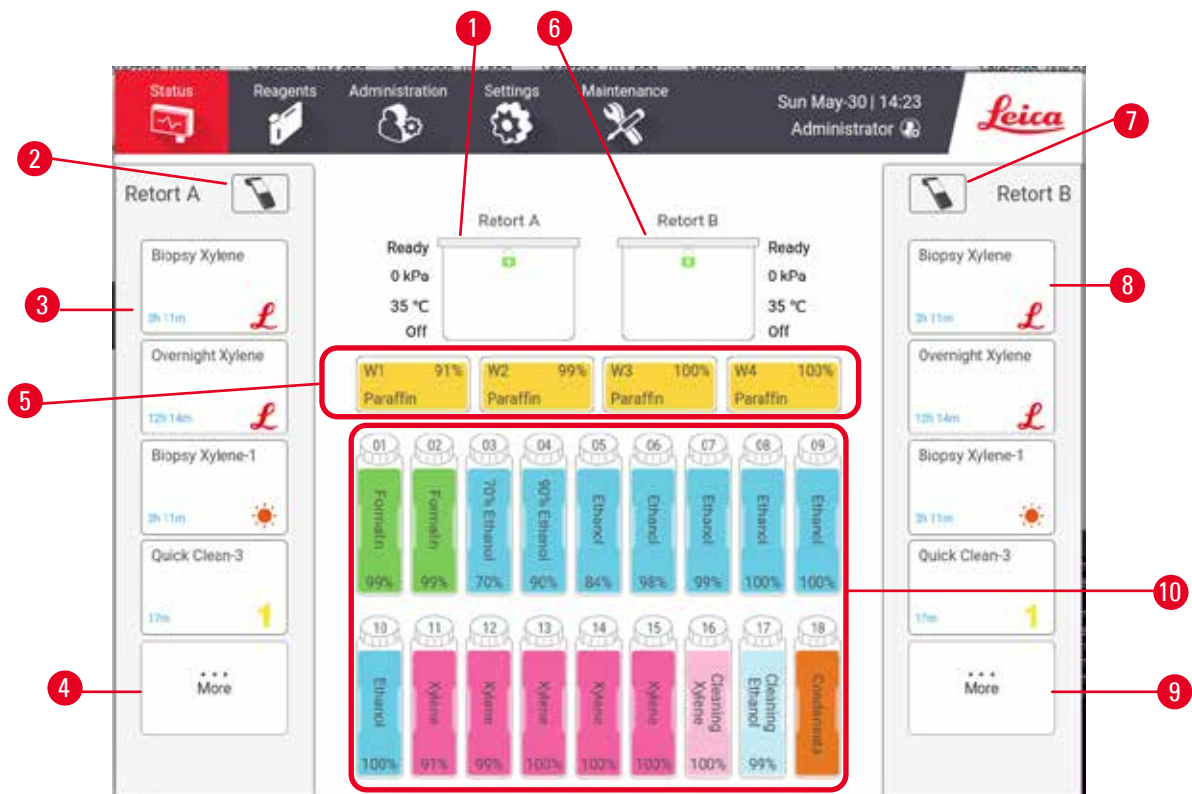 1
6
Status
Reagents
Administration
Settings
Maintenance
Sun May-30 | 14:23
Administrator
Leica
7
2
Retort A
Retort B
Retort A
Retort B
Biopsy Xylene
3h 11m
3
Overnight Xylene
12h 14m
Biopsy Xylene-1
3h 11m
Quick Clean-3
17m
1
4
More
Ready
0 kPa
35 °C
Off
Ready
0 kPa
35 °C
Off
5
W1 91%
Paraffin
W2 99%
Paraffin
W3 100%
Paraffin
W4 100%
Paraffin
01 02 03 04 05 06 07 08 09
Formalin
Formalin
70% Ethanol
90% Ethanol
Ethanol
Ethanol
Ethanol
Ethanol
Ethanol
99% 99% 70% 90% 84% 98% 99% 100% 100%
10 11 12 13 14 15 16 17 18
Ethanol
Xylene
Xylene
Xylene
Xylene
Xylene
Cleaning
Xylene
Cleaning
Ethanol
Condensate
100% 91% 99% 100% 100% 100% 100% 99%
Biopsy Xylene
3h 11m
8
Overnight Xylene
12h 14m
Biopsy Xylene-1
3h 11m
Quick Clean-3
17m
1
10
More
9